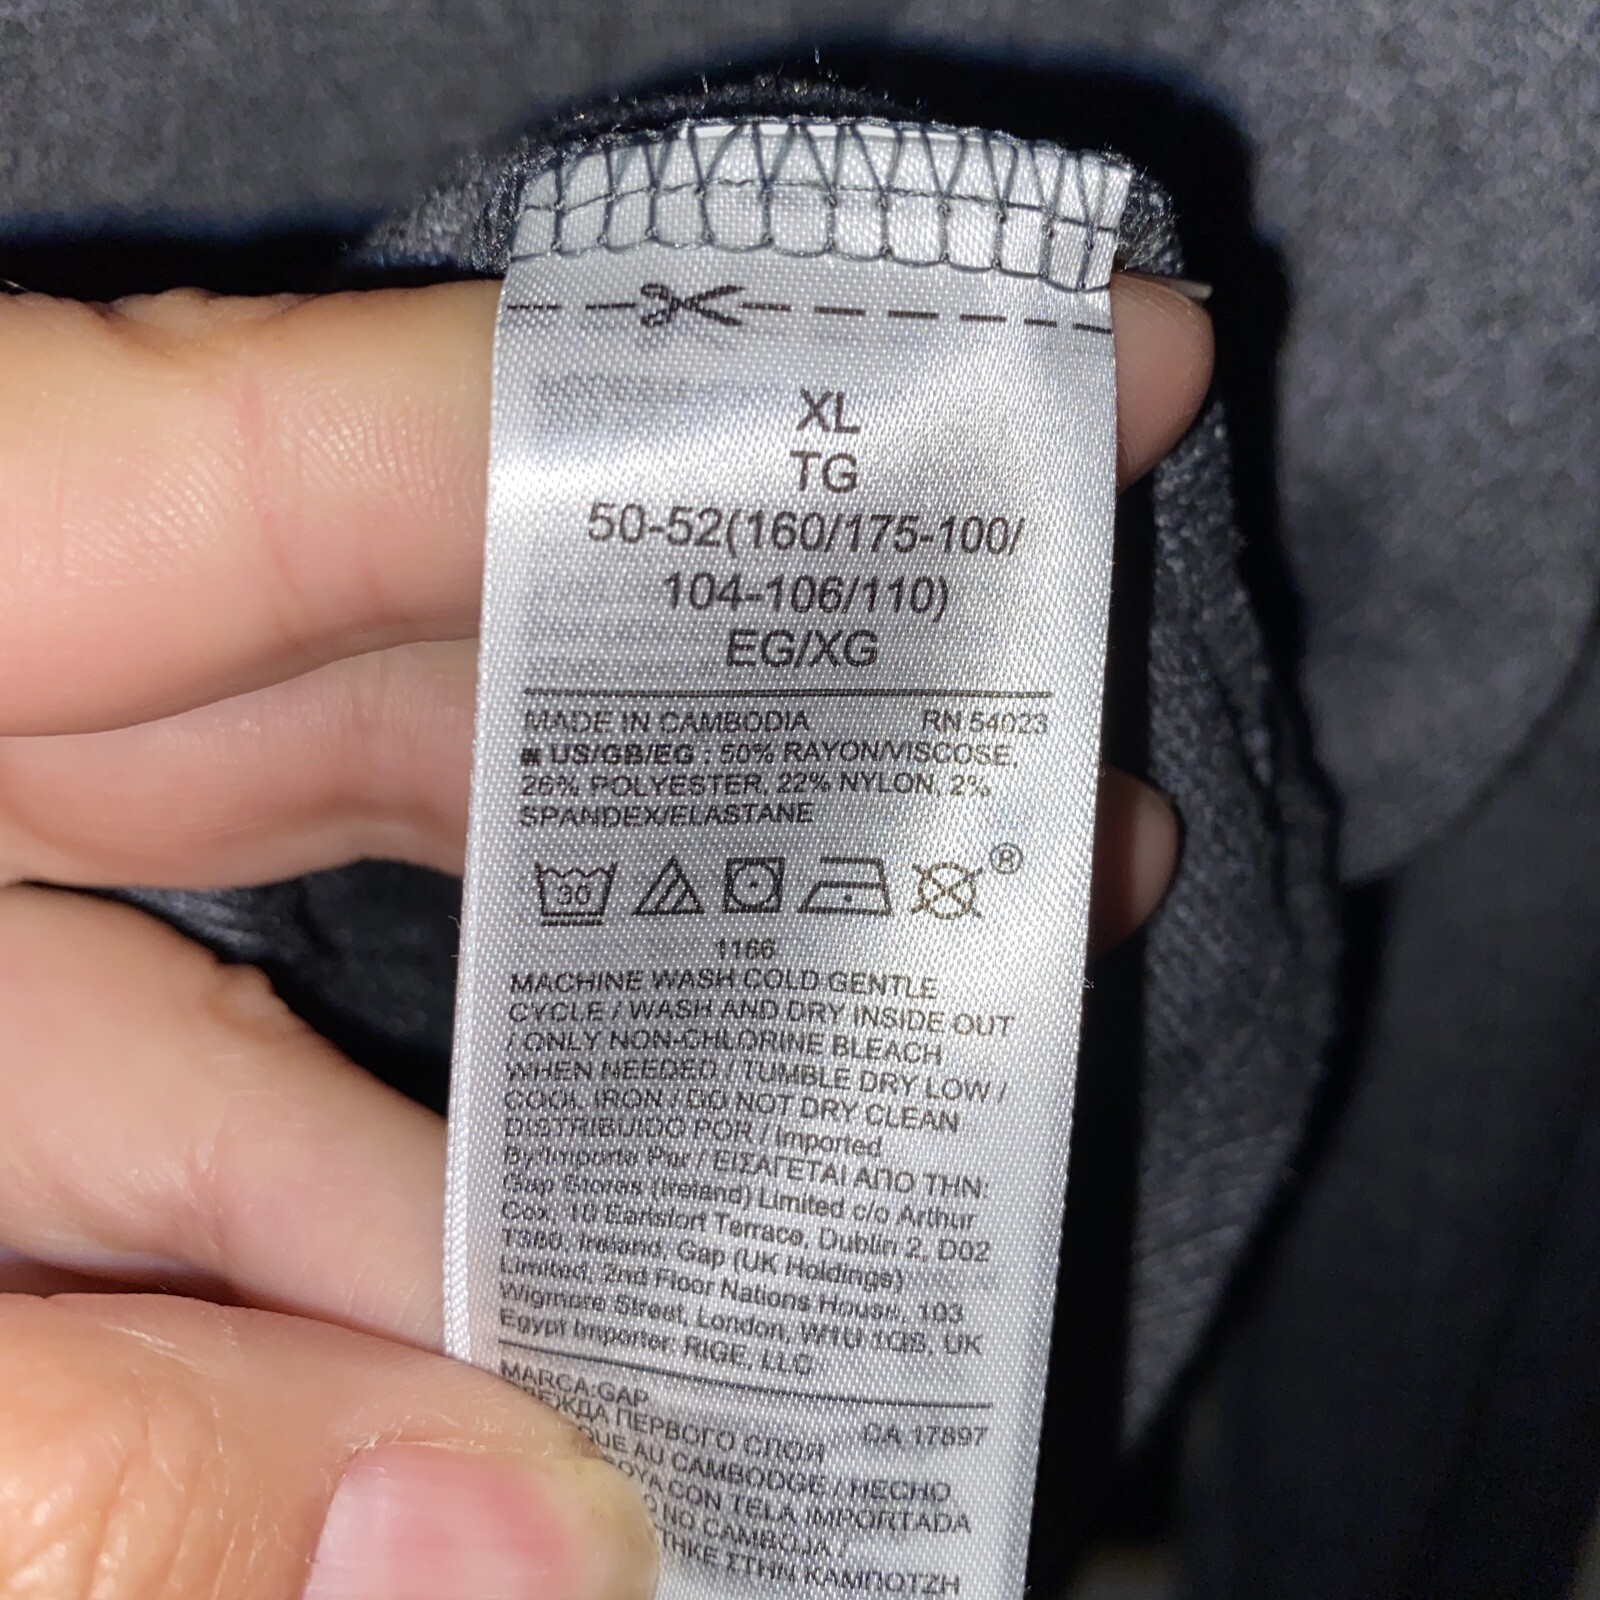 XL
TG
50-52(160/175-100/
104-106/110)
EG/XG
MADE IN CAMBODIA RN 54023
US/GB/EG : 50% RAYON/VISCOSE,
26% POLYESTER, 22% NYLON, 2%
SPANDEX/ELASTANE
30 ®
1166
MACHINE WASH COLD GENTLE
CYCLE / WASH AND DRY INSIDE OUT
/ ONLY NON-CHLORINE BLEACH
WHEN NEEDED / TUMBLE DRY LOW /
COOL IRON / DO NOT DRY CLEAN
DISTRIBUIDO POR / Imported
By/Importe Par / ΕΙΣΑΓΕΤΑΙ ΑΠΟ ΤΗΝ:
Gap Stores (Ireland) Limited c/o Arthur
Cox, 10 Earlsfort Terrace, Dublin 2, D02
T380, Ireland, Gap (UK Holdings)
Limited, 2nd Floor Nations House, 103
Wigmore Street, London, W1U 1QS, UK
Egypt Importer: RIGE, LLC
MARCA:GAP
ПЕРВОГО СЛОЯ CA 17897
AU CAMBODGE / HECHO
CON TELA IMPORTADA
NO CAMBOJA /
ΣΤΗΝ ΚΑΜΠΟΤΖΗ